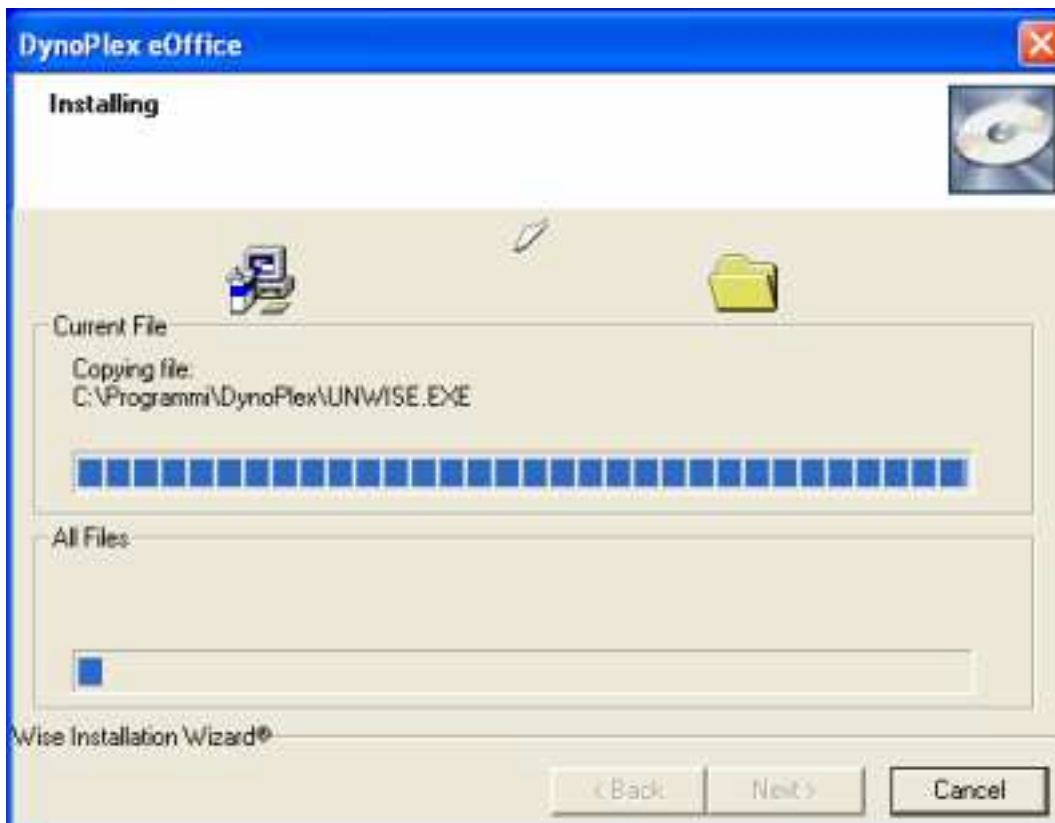 DynoPlex eOffice
Installing
Current File
Copying file:
C:\Programmi\DynoPlex\UNWISE.EXE
All Files
Wise Installation Wizard®
< Back
Next >
Cancel